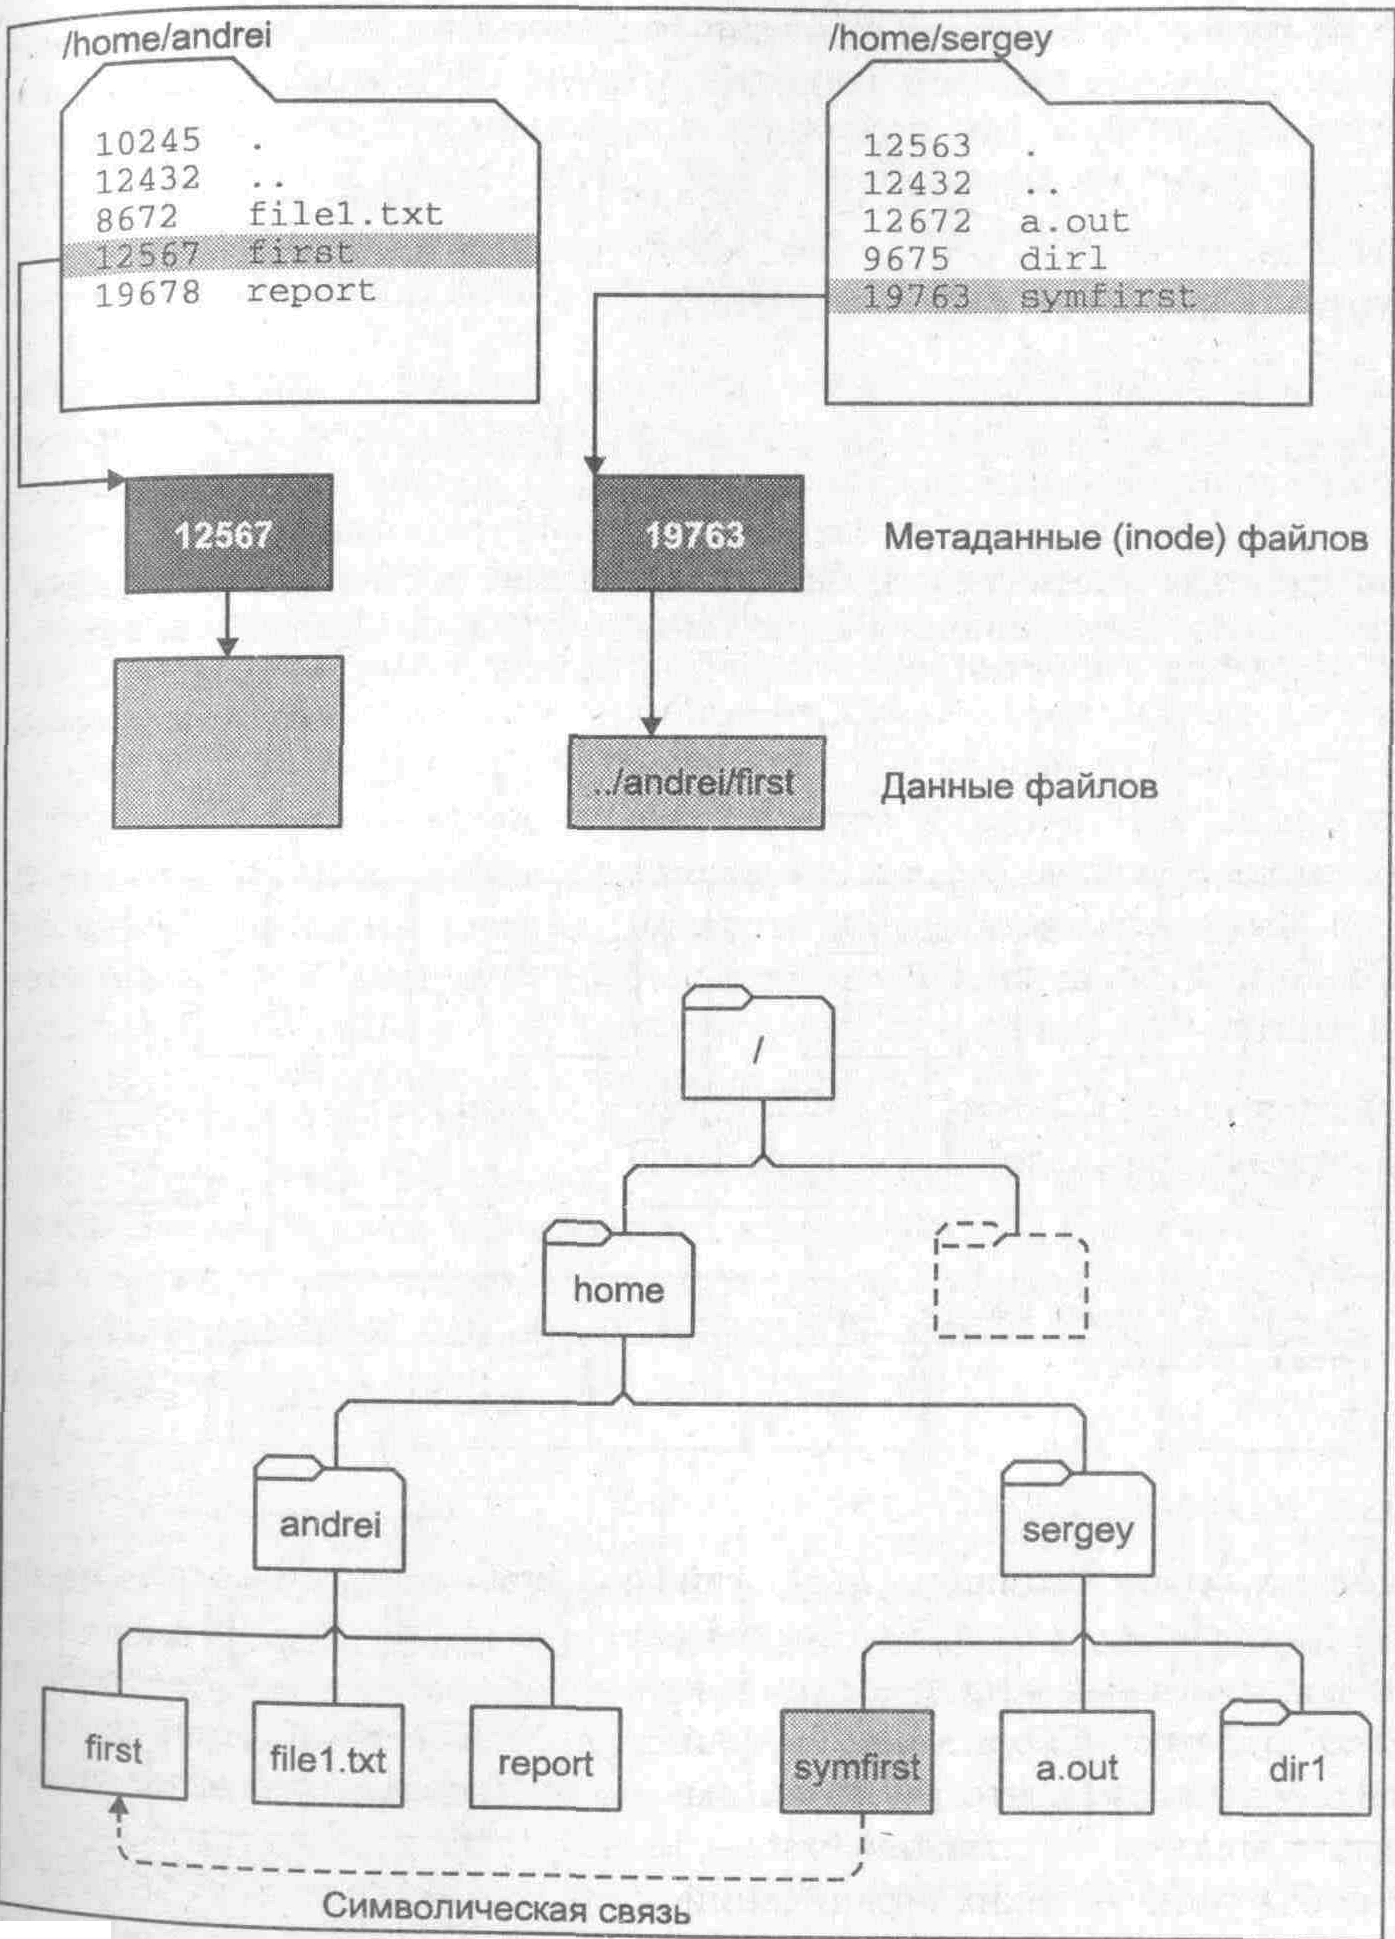 /home/andrei
10245 .
12432 ..
8672 file1.txt
12567 first
19678 report
/home/sergey
12563 .
12432 ..
12672 a.out
9675 dir1
19763 symfirst
12567
19763
Метаданные (inode) файлов
../andrei/first
Данные файлов
/
home
andrei
sergey
first
file1.txt
report
symfirst
a.out
dir1
Символическая связь